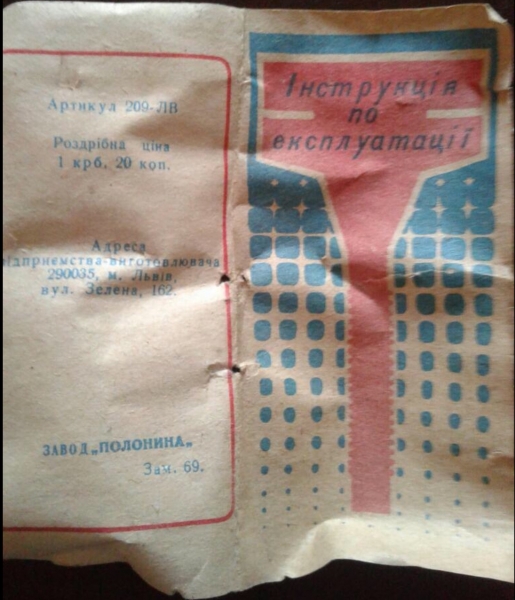 Артикул 209-ЛВ
Роздрібна ціна
1 крб. 20 коп.
Адреса
підприємства-виготовлювача
290035, м. Львів,
вул. Зелена, 162.
ЗАВОД „ПОЛОНИНА„
Зам. 69.
Інструкція
по
експлуатації